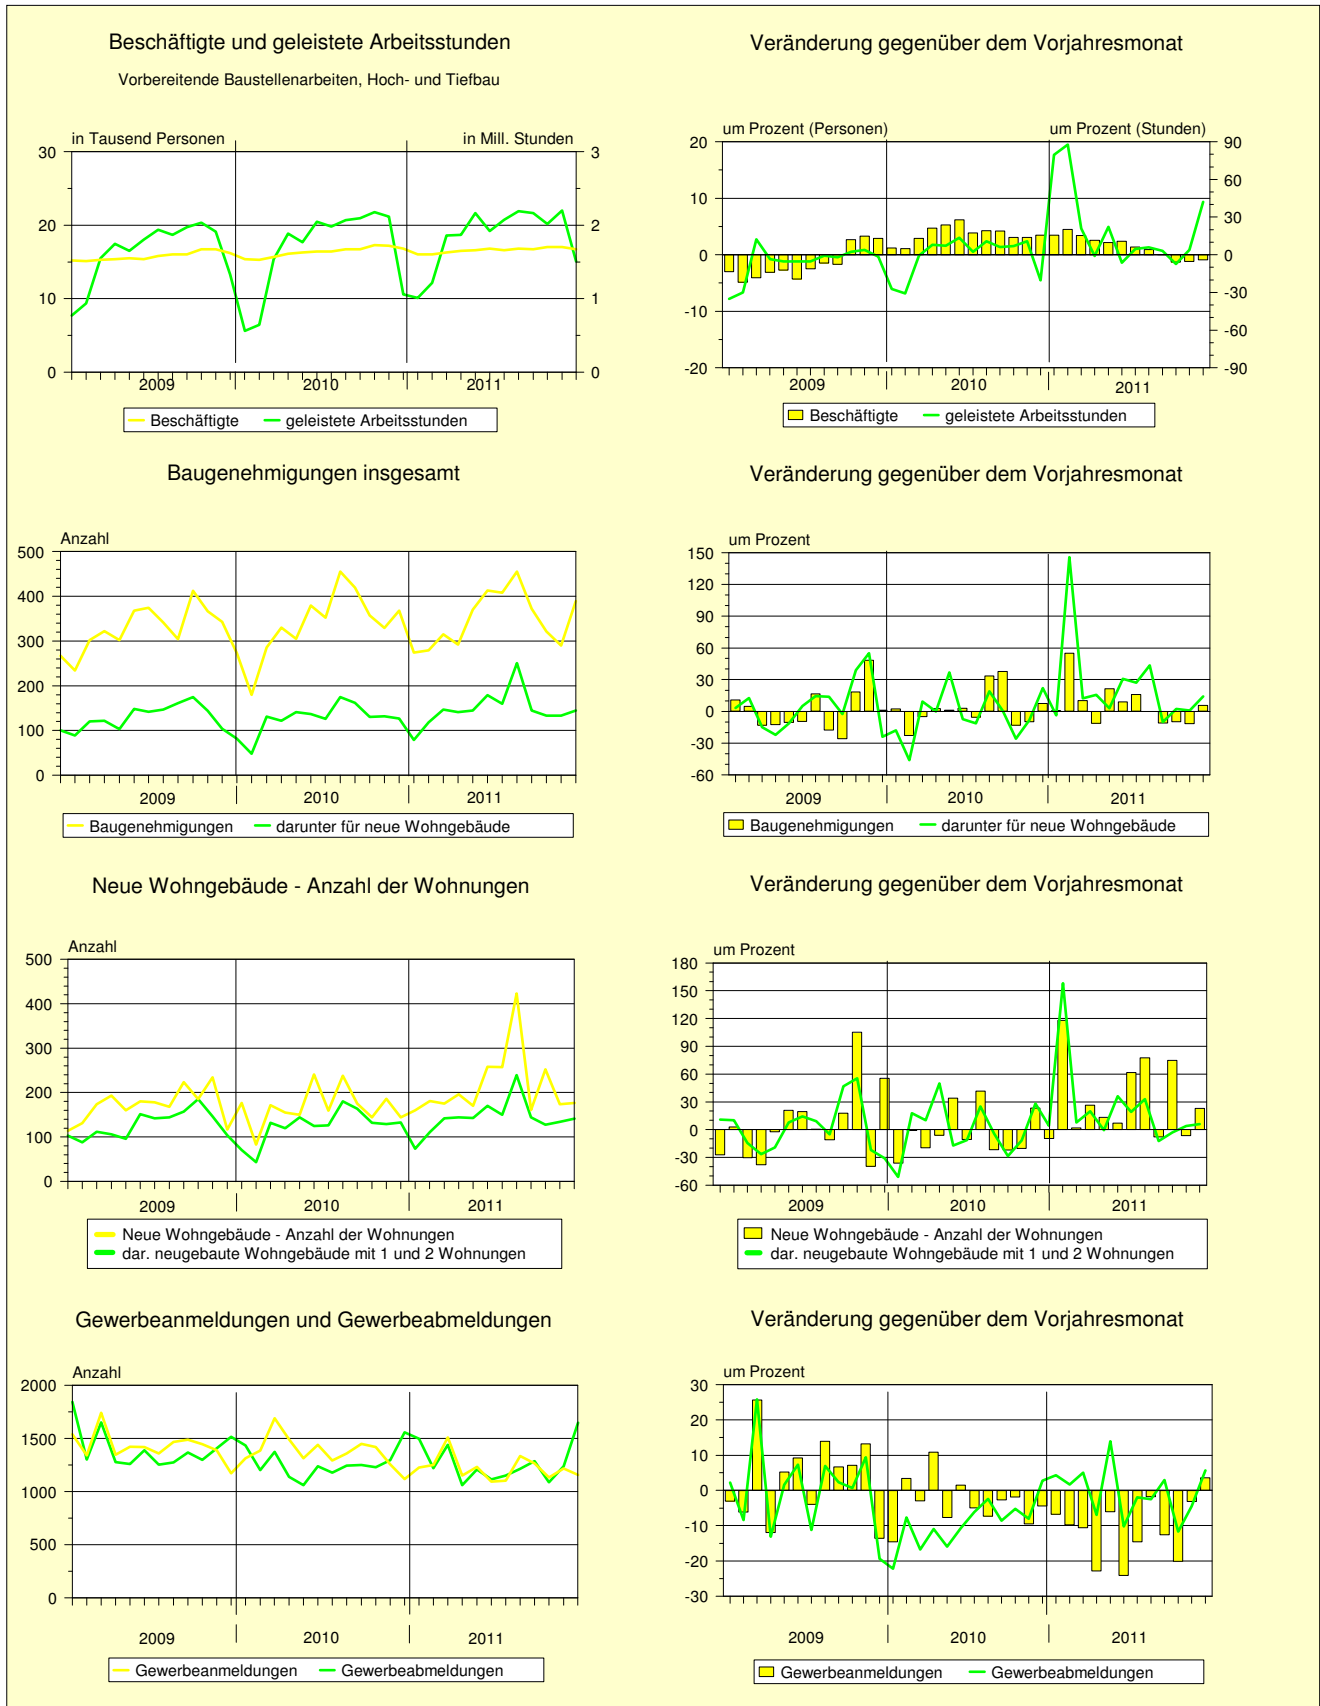 Beschäftigte und geleistete Arbeitsstunden
Vorbereitende Baustellenarbeiten, Hoch- und Tiefbau
in Tausend Personen
in Mill. Stunden
30
20
10
0
3
2
1
0
2009
2010
2011
Beschäftigte
geleistete Arbeitsstunden
Veränderung gegenüber dem Vorjahresmonat
um Prozent (Personen)
um Prozent (Stunden)
20
10
0
-10
-20
90
60
30
0
-30
-60
-90
2009
2010
2011
Beschäftigte
geleistete Arbeitsstunden
Baugenehmigungen insgesamt
Anzahl
500
400
300
200
100
0
2009
2010
2011
Baugenehmigungen
darunter für neue Wohngebäude
Veränderung gegenüber dem Vorjahresmonat
um Prozent
150
120
90
60
30
0
-30
-60
2009
2010
2011
Baugenehmigungen
darunter für neue Wohngebäude
Neue Wohngebäude - Anzahl der Wohnungen
Anzahl
500
400
300
200
100
0
2009
2010
2011
Neue Wohngebäude - Anzahl der Wohnungen
dar. neugebaute Wohngebäude mit 1 und 2 Wohnungen
Veränderung gegenüber dem Vorjahresmonat
um Prozent
180
150
120
90
60
30
0
-30
-60
2009
2010
2011
Neue Wohngebäude - Anzahl der Wohnungen
dar. neugebaute Wohngebäude mit 1 und 2 Wohnungen
Gewerbeanmeldungen und Gewerbeabmeldungen
Anzahl
2000
1500
1000
500
0
2009
2010
2011
Gewerbeanmeldungen
Gewerbeabmeldungen
Veränderung gegenüber dem Vorjahresmonat
um Prozent
30
20
10
0
-10
-20
-30
2009
2010
2011
Gewerbeanmeldungen
Gewerbeabmeldungen